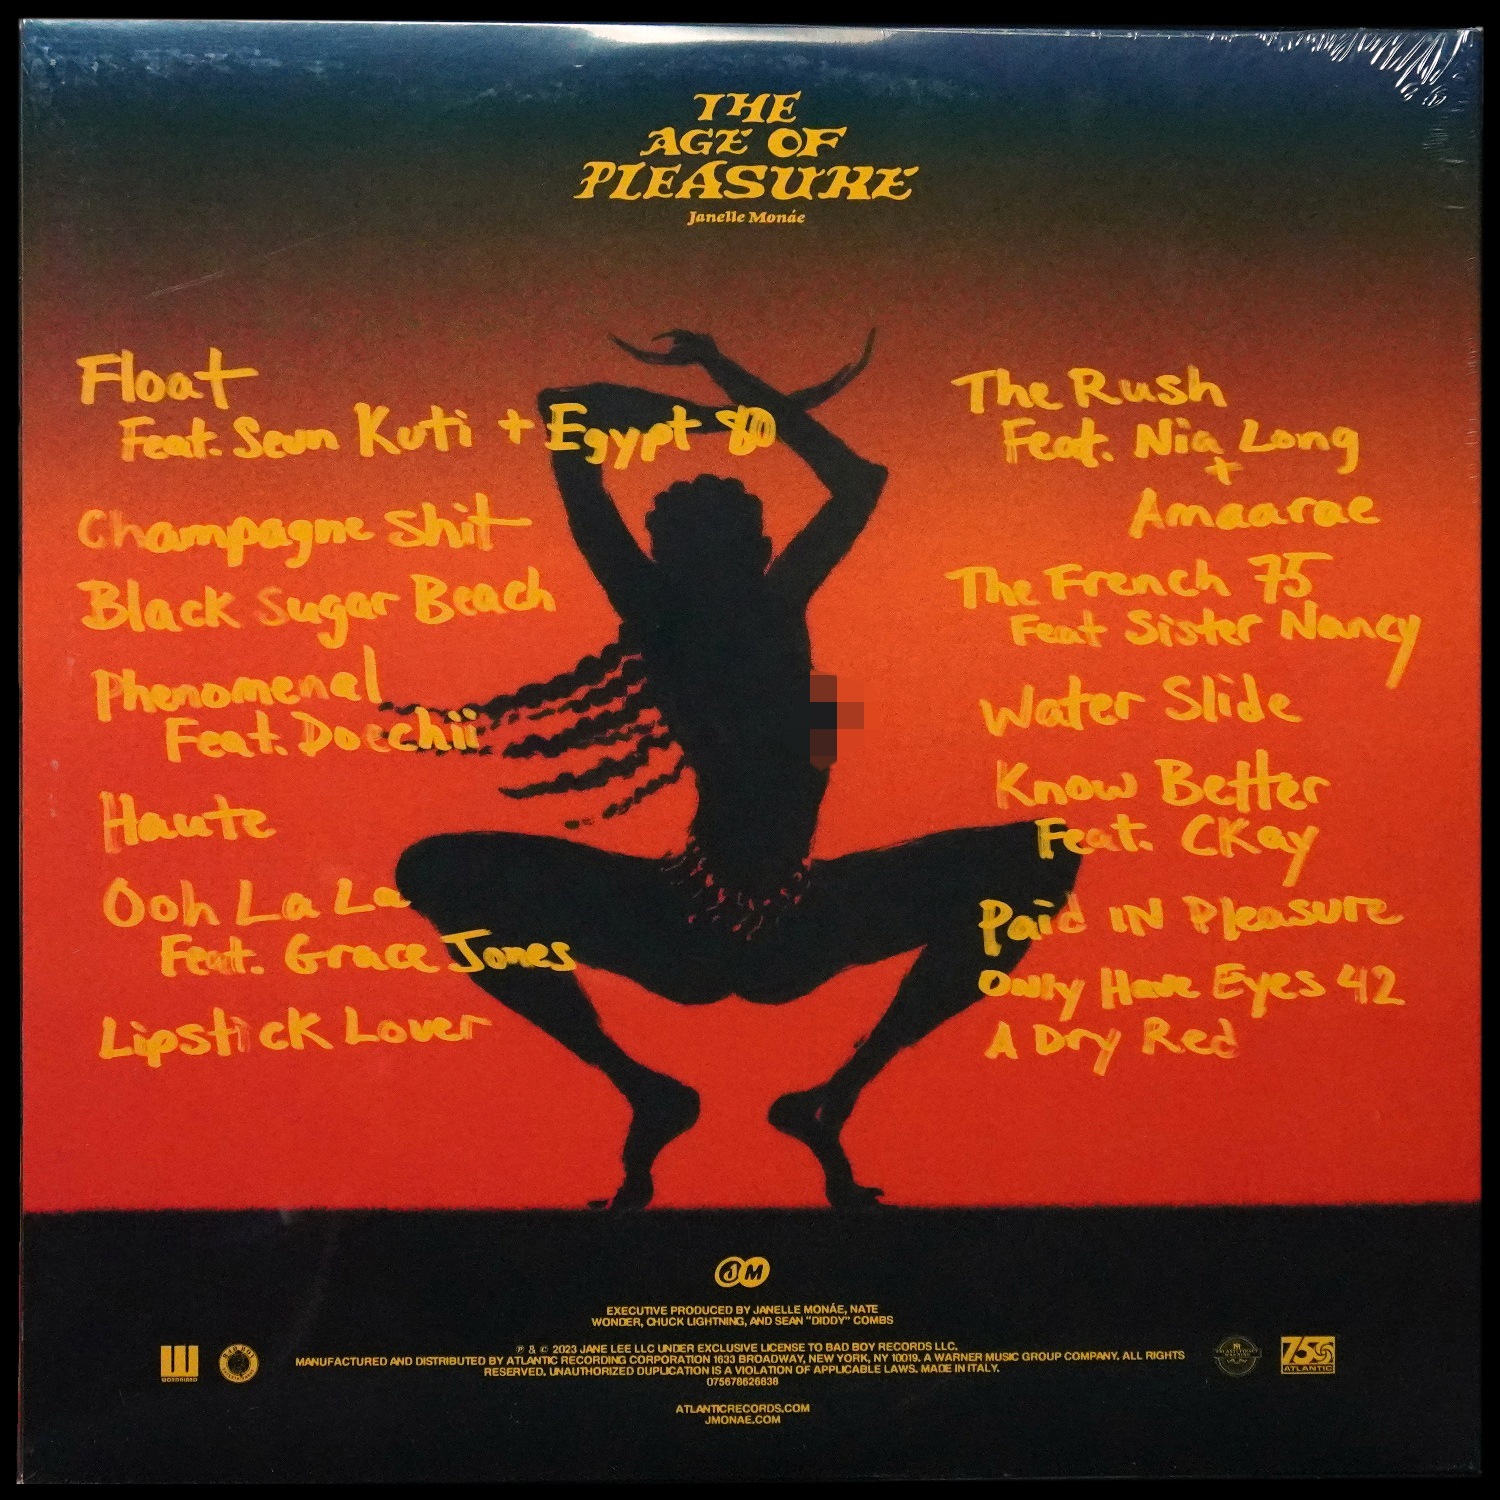 THE
AGE OF
PLEASURE
Janelle Monáe
Float
Feat. Seun Kuti + Egypt 80
Champagne Shit
Black Sugar Beach
Phenomenal
Feat. Doechii
Haute
Ooh La La
Feat. Grace Jones
Lipstick Lover
The Rush
Feat. Nia Long
+
Amaarae
The French 75
Feat Sister Nancy
Water Slide
Know Better
Feat. CKay
Paid IN Pleasure
Only Have Eyes 42
A Dry Red
JM
EXECUTIVE PRODUCED BY JANELLE MONÁE, NATE
WONDER, CHUCK LIGHTNING, AND SEAN "DIDDY" COMBS
℗ & © 2023 JANE LEE LLC UNDER EXCLUSIVE LICENSE TO BAD BOY RECORDS LLC.
MANUFACTURED AND DISTRIBUTED BY ATLANTIC RECORDING CORPORATION 1633 BROADWAY, NEW YORK, NY 10019. A WARNER MUSIC GROUP COMPANY. ALL RIGHTS
RESERVED. UNAUTHORIZED DUPLICATION IS A VIOLATION OF APPLICABLE LAWS. MADE IN ITALY.
075678626838
ATLANTICRECORDS.COM
JMONAE.COM
WONDALAND
75
ATLANTIC